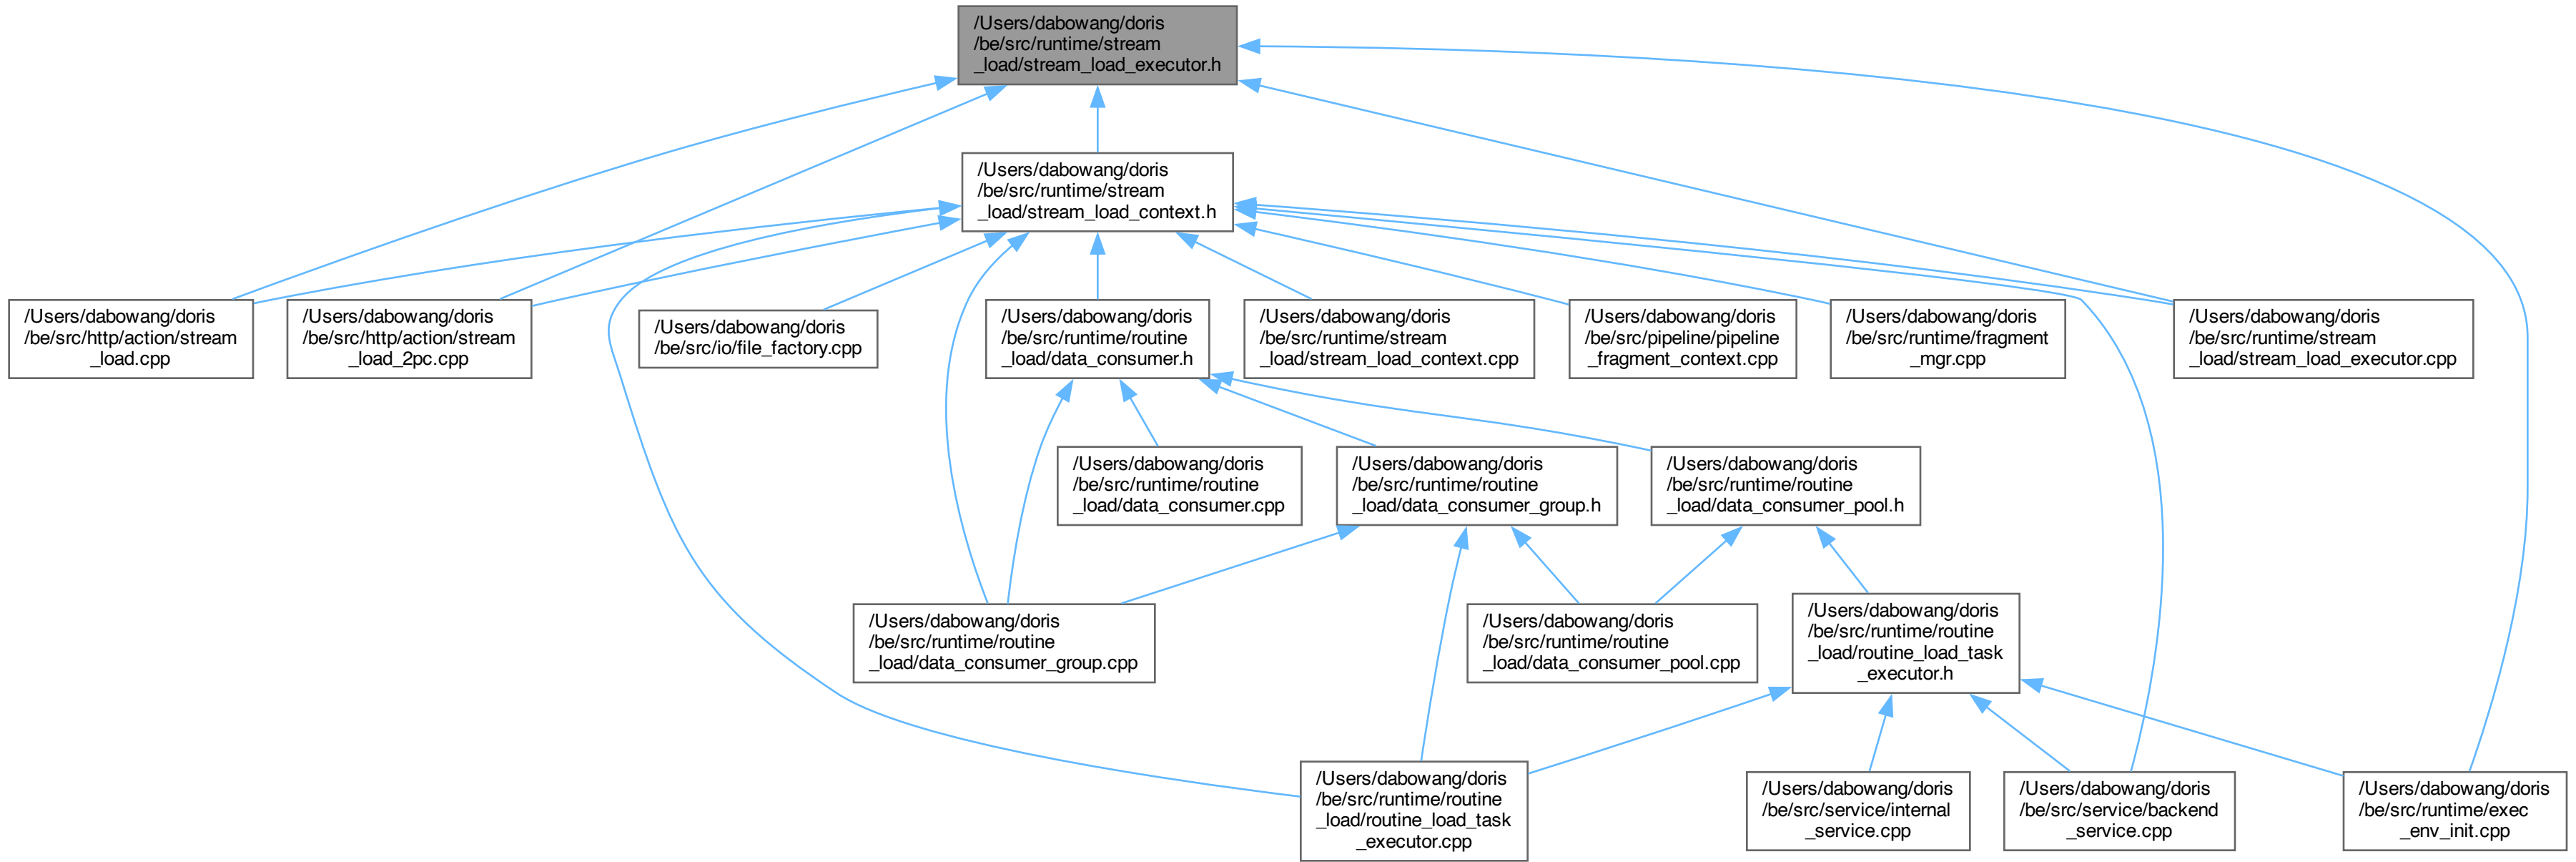 /Users/dabowang/doris
/be/src/runtime/stream
_load/stream_load_executor.h
/Users/dabowang/doris
/be/src/runtime/stream
_load/stream_load_context.h
/Users/dabowang/doris
/be/src/http/action/stream
_load.cpp
/Users/dabowang/doris
/be/src/http/action/stream
_load_2pc.cpp
/Users/dabowang/doris
/be/src/io/file_factory.cpp
/Users/dabowang/doris
/be/src/runtime/routine
_load/data_consumer.h
/Users/dabowang/doris
/be/src/runtime/stream
_load/stream_load_context.cpp
/Users/dabowang/doris
/be/src/pipeline/pipeline
_fragment_context.cpp
/Users/dabowang/doris
/be/src/runtime/fragment
_mgr.cpp
/Users/dabowang/doris
/be/src/runtime/stream
_load/stream_load_executor.cpp
/Users/dabowang/doris
/be/src/runtime/routine
_load/data_consumer.cpp
/Users/dabowang/doris
/be/src/runtime/routine
_load/data_consumer_group.h
/Users/dabowang/doris
/be/src/runtime/routine
_load/data_consumer_pool.h
/Users/dabowang/doris
/be/src/runtime/routine
_load/data_consumer_group.cpp
/Users/dabowang/doris
/be/src/runtime/routine
_load/data_consumer_pool.cpp
/Users/dabowang/doris
/be/src/runtime/routine
_load/routine_load_task
_executor.h
/Users/dabowang/doris
/be/src/runtime/routine
_load/routine_load_task
_executor.cpp
/Users/dabowang/doris
/be/src/service/internal
_service.cpp
/Users/dabowang/doris
/be/src/service/backend
_service.cpp
/Users/dabowang/doris
/be/src/runtime/exec
_env_init.cpp